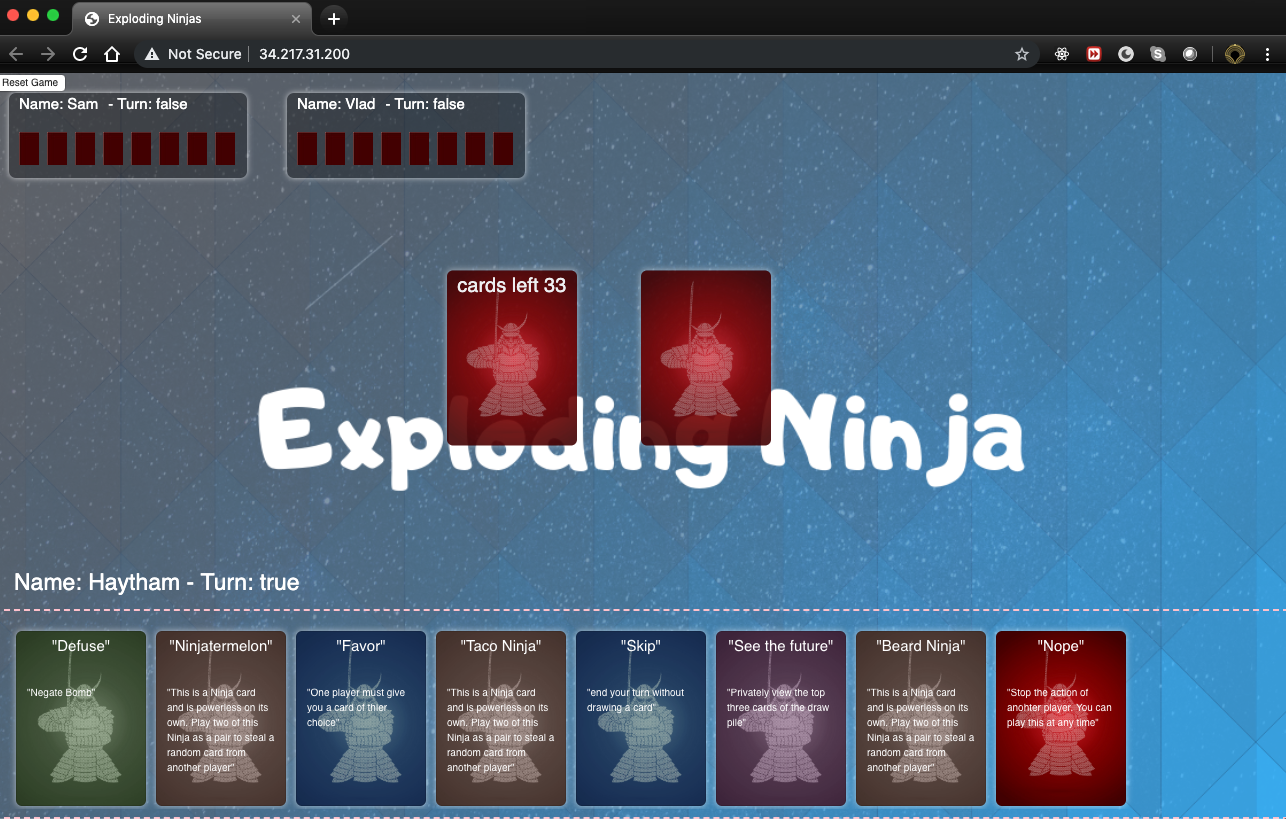 Exploding Ninjas
Not Secure
34.217.31.200
Reset Game
Name: Sam - Turn: false
Name: Vlad - Turn: false
cards left 33
Exploding Ninja
Name: Haytham - Turn: true
"Defuse"
"Negate Bomb"
"Ninjatermelon"
"This is a Ninja card
and is powerless on its
own. Play two of this
Ninja as a pair to steal a
random card from
another player"
"Favor"
"One player must give
you a card of thier
choice"
"Taco Ninja"
"This is a Ninja card
and is powerless on its
own. Play two of this
Ninja as a pair to steal a
random card from
another player"
"Skip"
"end your turn without
drawing a card"
"See the future"
"Privately view the top
three cards of the draw
pile"
"Beard Ninja"
"This is a Ninja card
and is powerless on its
own. Play two of this
Ninja as a pair to steal a
random card from
another player"
"Nope"
"Stop the action of
anohter player. You can
play this at any time"